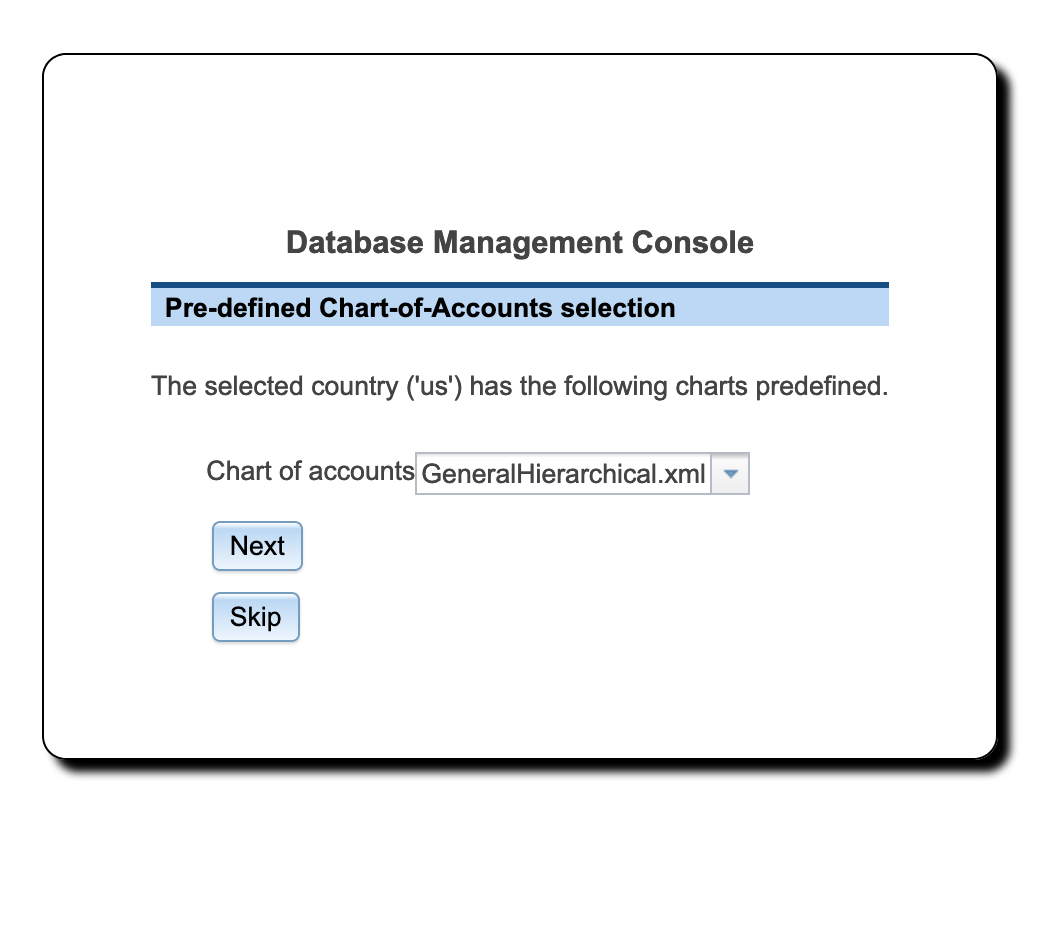 Database Management Console
Pre-defined Chart-of-Accounts selection
The selected country ('us') has the following charts predefined.
Chart of accounts GeneralHierarchical.xml
Next
Skip